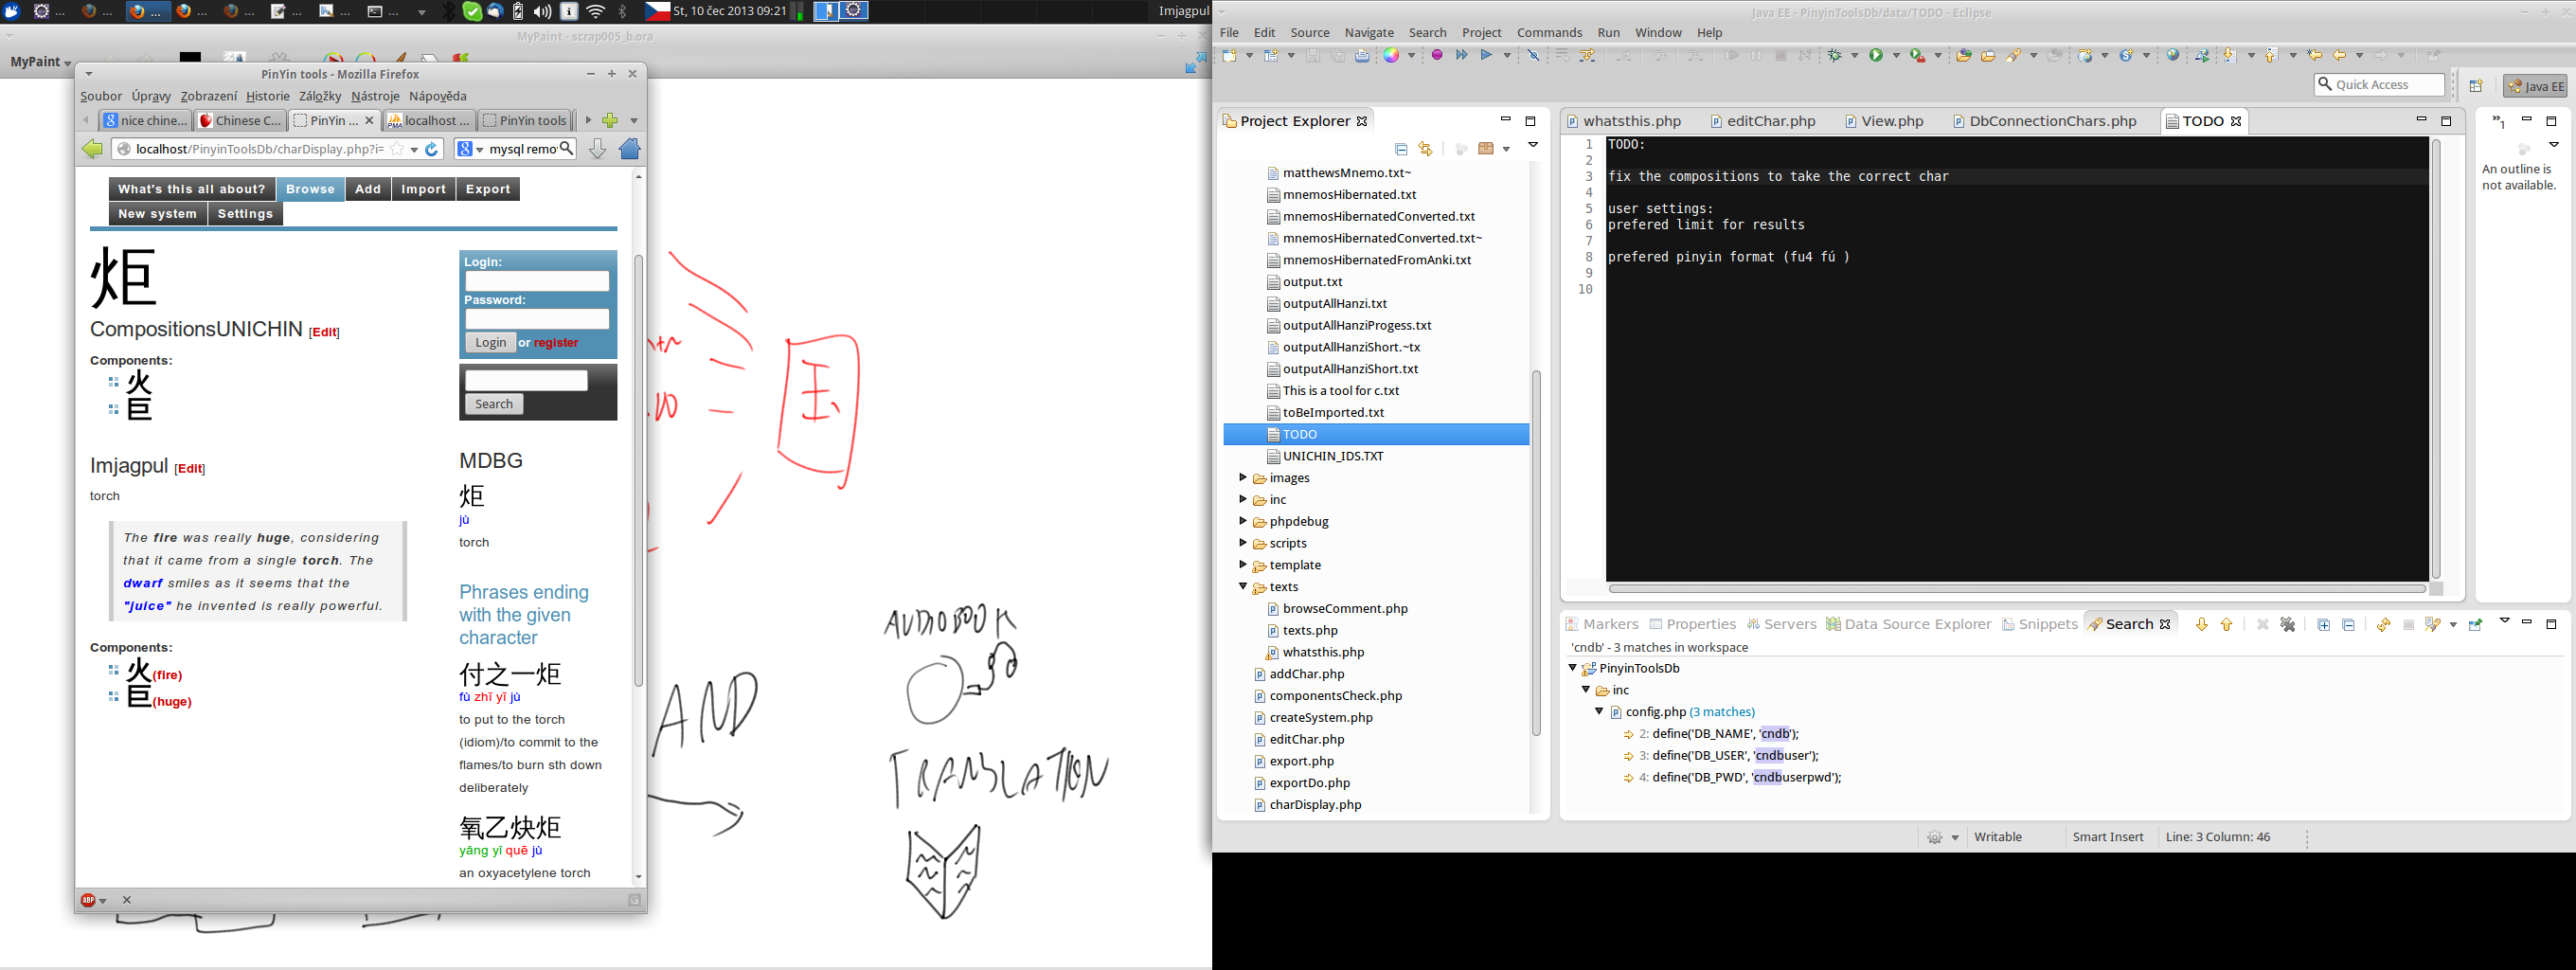 St, 10 čec 2013 09:21
Imjagpul
MyPaint - scrap005_b.ora
MyPaint
PinYin tools - Mozilla Firefox
Soubor Úpravy Zobrazení Historie Záložky Nástroje Nápověda
nice chine... Chinese C... PinYin ... localhost ... PinYin tools
localhost/PinyinToolsDb/charDisplay.php?i= mysql remo
What's this all about? Browse Add Import Export
New system Settings
炬
CompositionsUNICHIN [Edit]
Components:
火
巨
Imjagpul [Edit]
torch
The fire was really huge, considering
that it came from a single torch. The
dwarf smiles as it seems that the
"juice" he invented is really powerful.
Components:
火(fire)
巨(huge)
Login:
Password:
Login or register
Search
MDBG
炬
jù
torch
Phrases ending
with the given
character
付之一炬
fù zhī yī jù
to put to the torch
(idiom)/to commit to the
flames/to burn sth down
deliberately
氧乙炔炬
yǎng yǐ quē jù
an oxyacetylene torch
ABP
AND
AUDIOBOOK
TRANSLATION
Java EE - PinyinToolsDb/data/TODO - Eclipse
File Edit Source Navigate Search Project Commands Run Window Help
Quick Access
Java EE
Project Explorer
matthewsMnemo.txt~
mnemosHibernated.txt
mnemosHibernatedConverted.txt
mnemosHibernatedConverted.txt~
mnemosHibernatedFromAnki.txt
output.txt
outputAllHanzi.txt
outputAllHanziProgess.txt
outputAllHanziShort.~tx
outputAllHanziShort.txt
This is a tool for c.txt
toBeImported.txt
TODO
UNICHIN_IDS.TXT
images
inc
phpdebug
scripts
template
texts
browseComment.php
texts.php
whatsthis.php
addChar.php
componentsCheck.php
createSystem.php
editChar.php
export.php
exportDo.php
charDisplay.php
whatsthis.php editChar.php View.php DbConnectionChars.php TODO
1 TODO:
2
3 fix the compositions to take the correct char
4
5 user settings:
6 prefered limit for results
7
8 prefered pinyin format (fu4 fú )
9
10
An outline is
not available.
Markers Properties Servers Data Source Explorer Snippets Search
'cndb' - 3 matches in workspace
PinyinToolsDb
inc
config.php (3 matches)
2: define('DB_NAME', 'cndb');
3: define('DB_USER', 'cndbuser');
4: define('DB_PWD', 'cndbuserpwd');
Writable Smart Insert Line: 3 Column: 46